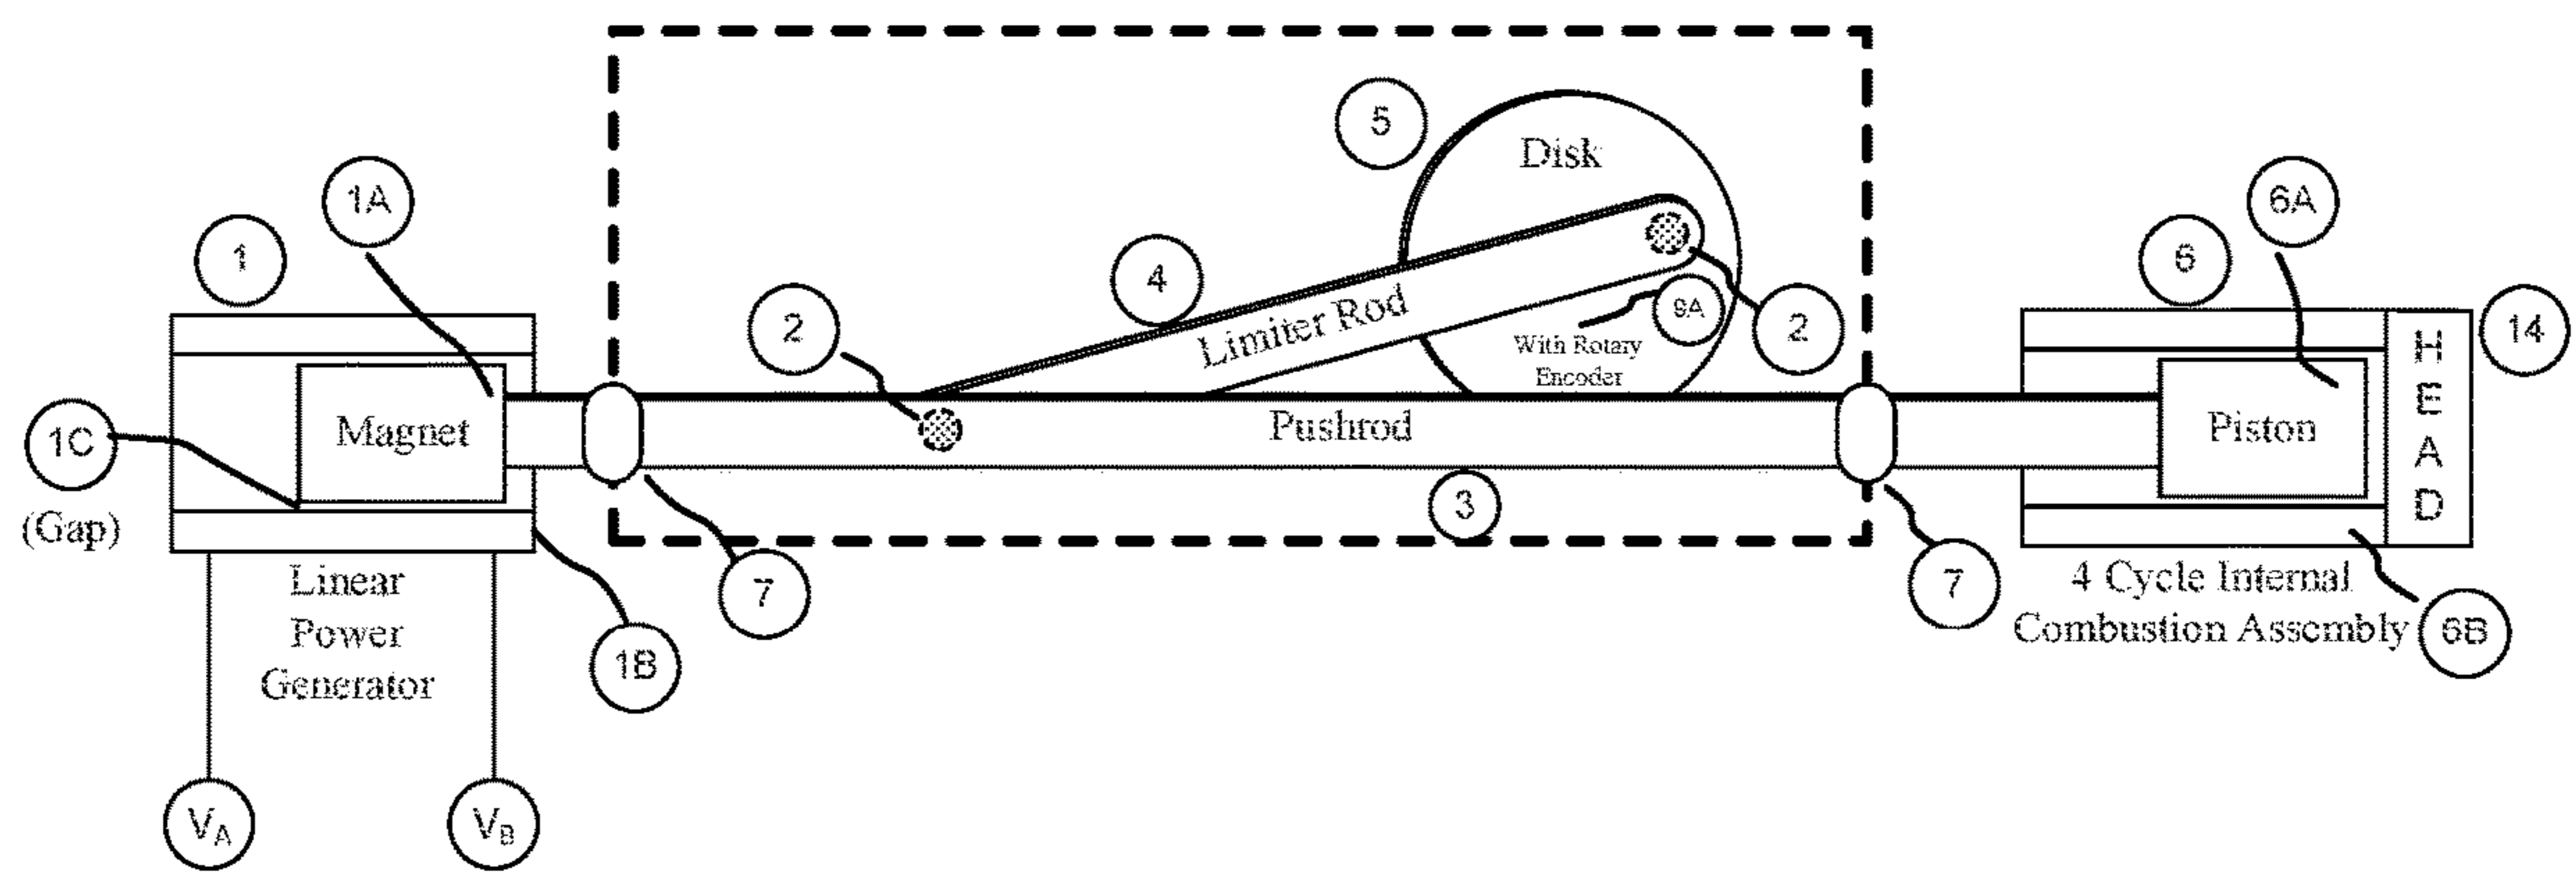 5
Disk
1A
6A
1
6
4
2
Limiter Rod
9A
2
14
With Rotary
Encoder
HEAD
1C
(Gap)
Magnet
Pushrod
Piston
3
7
7
Linear
Power
Generator
1B
4 Cycle Internal
Combustion Assembly
6B
VA
VB